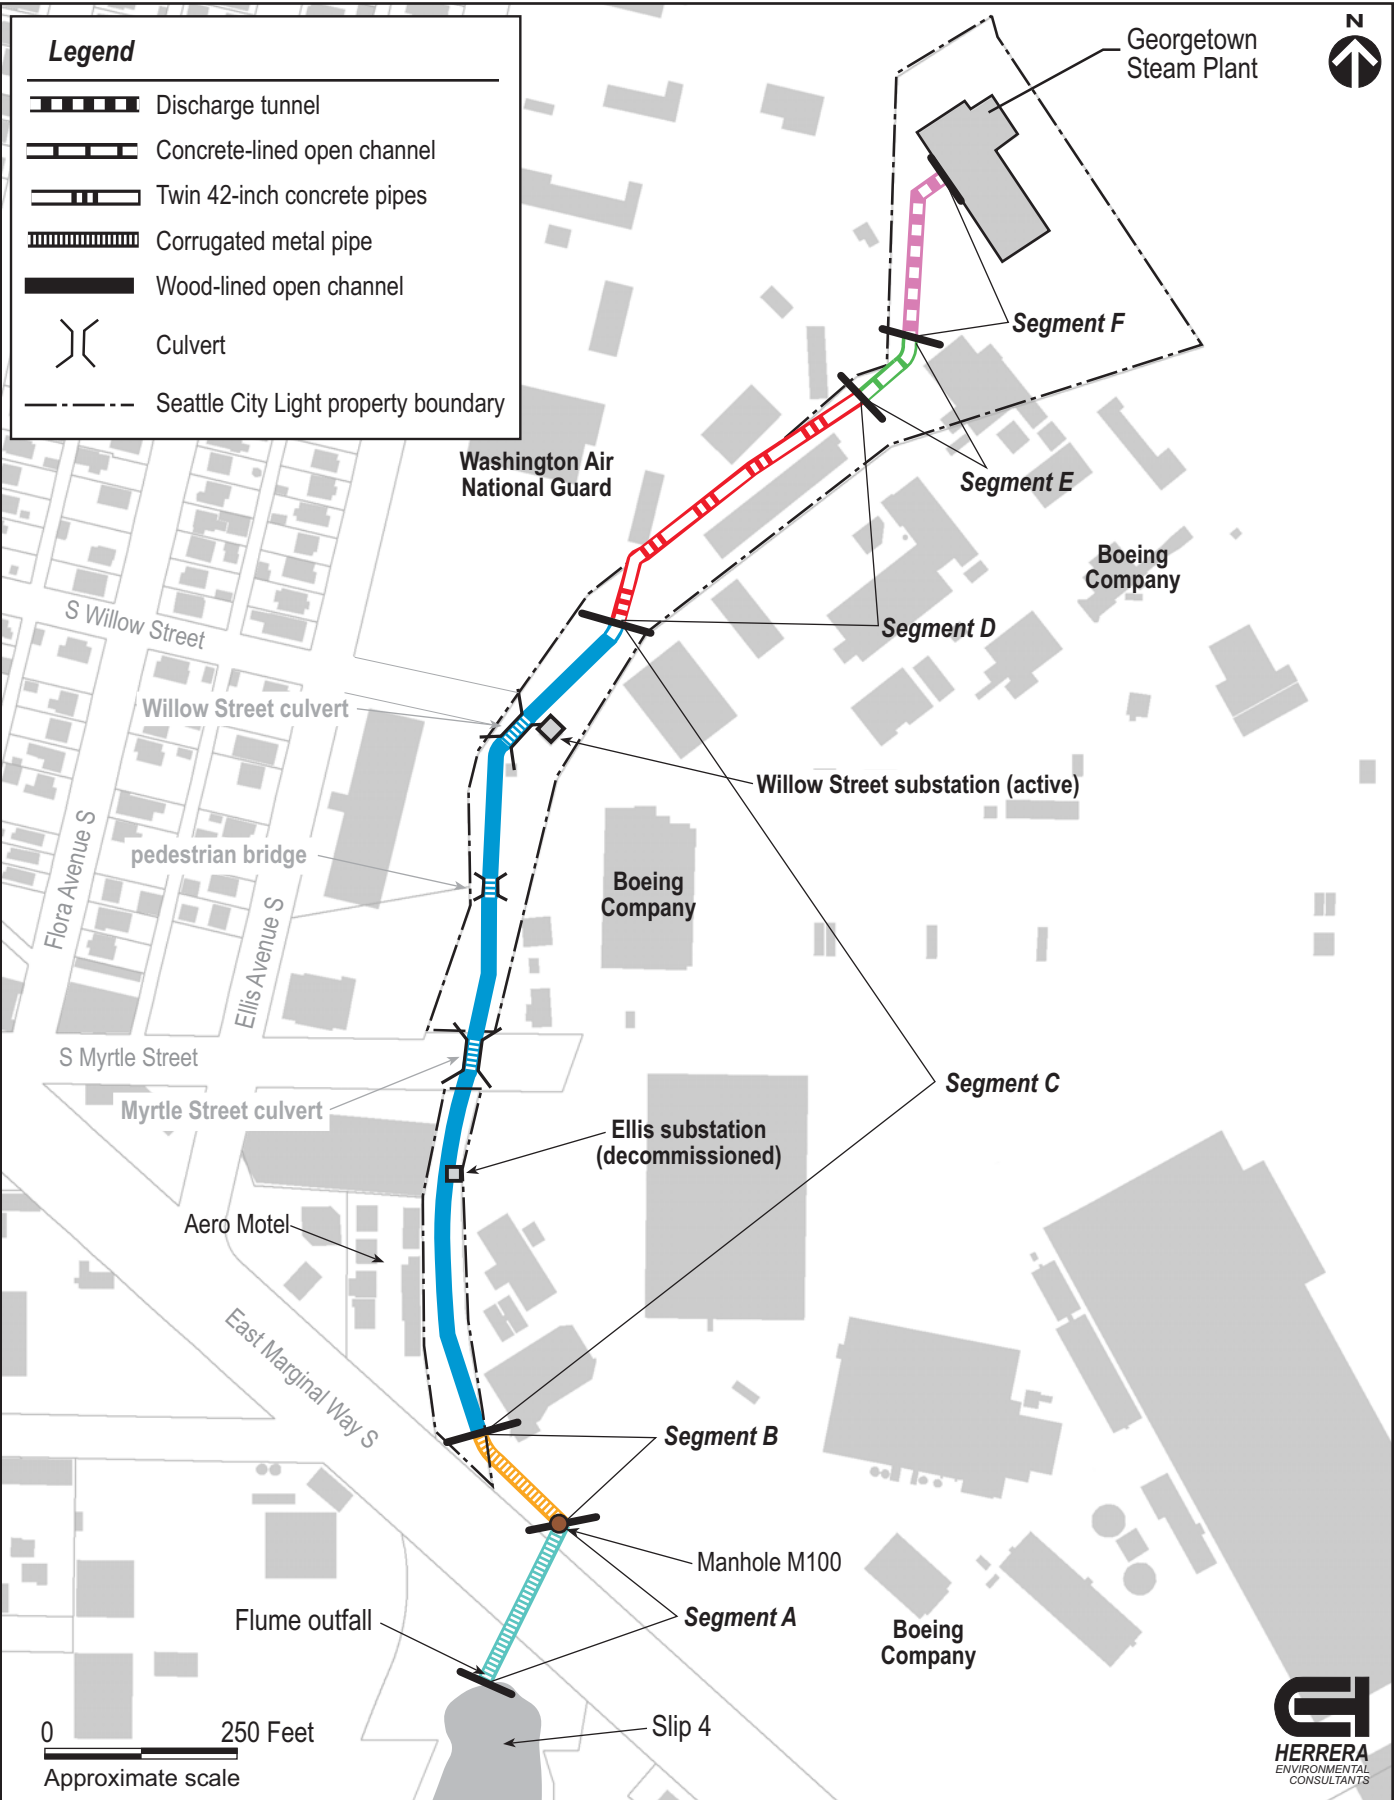 Legend
Discharge tunnel
Concrete-lined open channel
Twin 42-inch concrete pipes
Corrugated metal pipe
Wood-lined open channel
Culvert
Seattle City Light property boundary
N
Georgetown
Steam Plant
Segment F
Washington Air
National Guard
Segment E
Boeing
Company
S Willow Street
Segment D
Willow Street culvert
Willow Street substation (active)
Flora Avenue S
pedestrian bridge
Boeing
Company
Ellis Avenue S
S Myrtle Street
Segment C
Myrtle Street culvert
Ellis substation
(decommissioned)
Aero Motel
East Marginal Way S
Segment B
Manhole M100
Flume outfall
Segment A
Boeing
Company
Slip 4
0 250 Feet
Approximate scale
HERRERA
ENVIRONMENTAL
CONSULTANTS